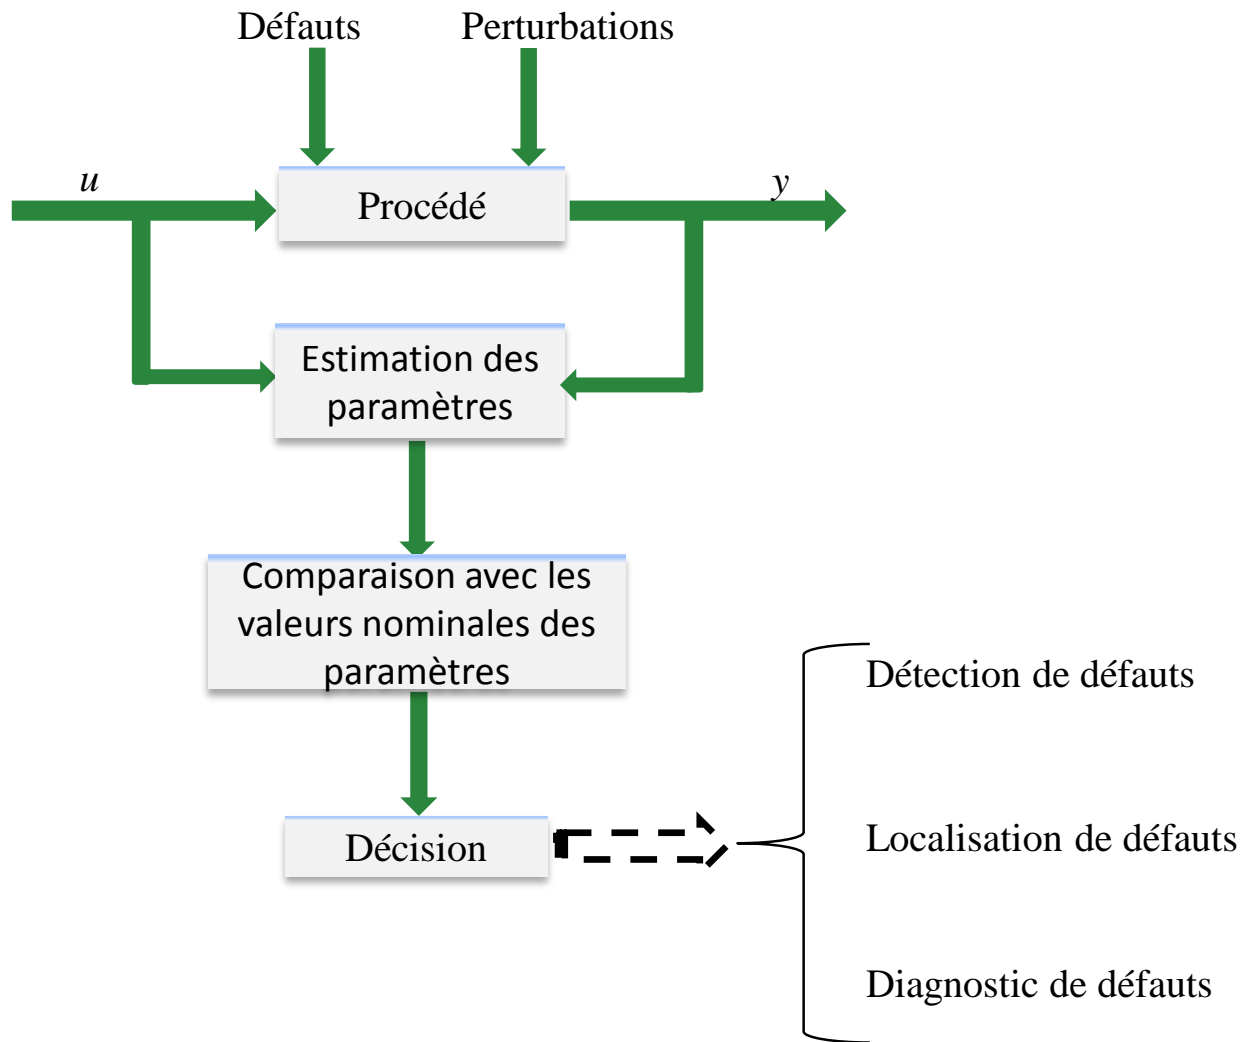 Défauts
Perturbations
u
Procédé
y
Estimation des
paramètres
Comparaison avec les
valeurs nominales des
paramètres
Décision
Détection de défauts
Localisation de défauts
Diagnostic de défauts